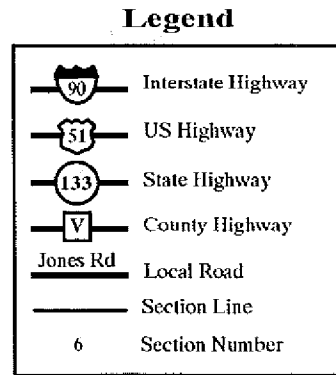 Legend
90 Interstate Highway
51 US Highway
133 State Highway
V County Highway
Jones Rd
Local Road
Section Line
6 Section Number